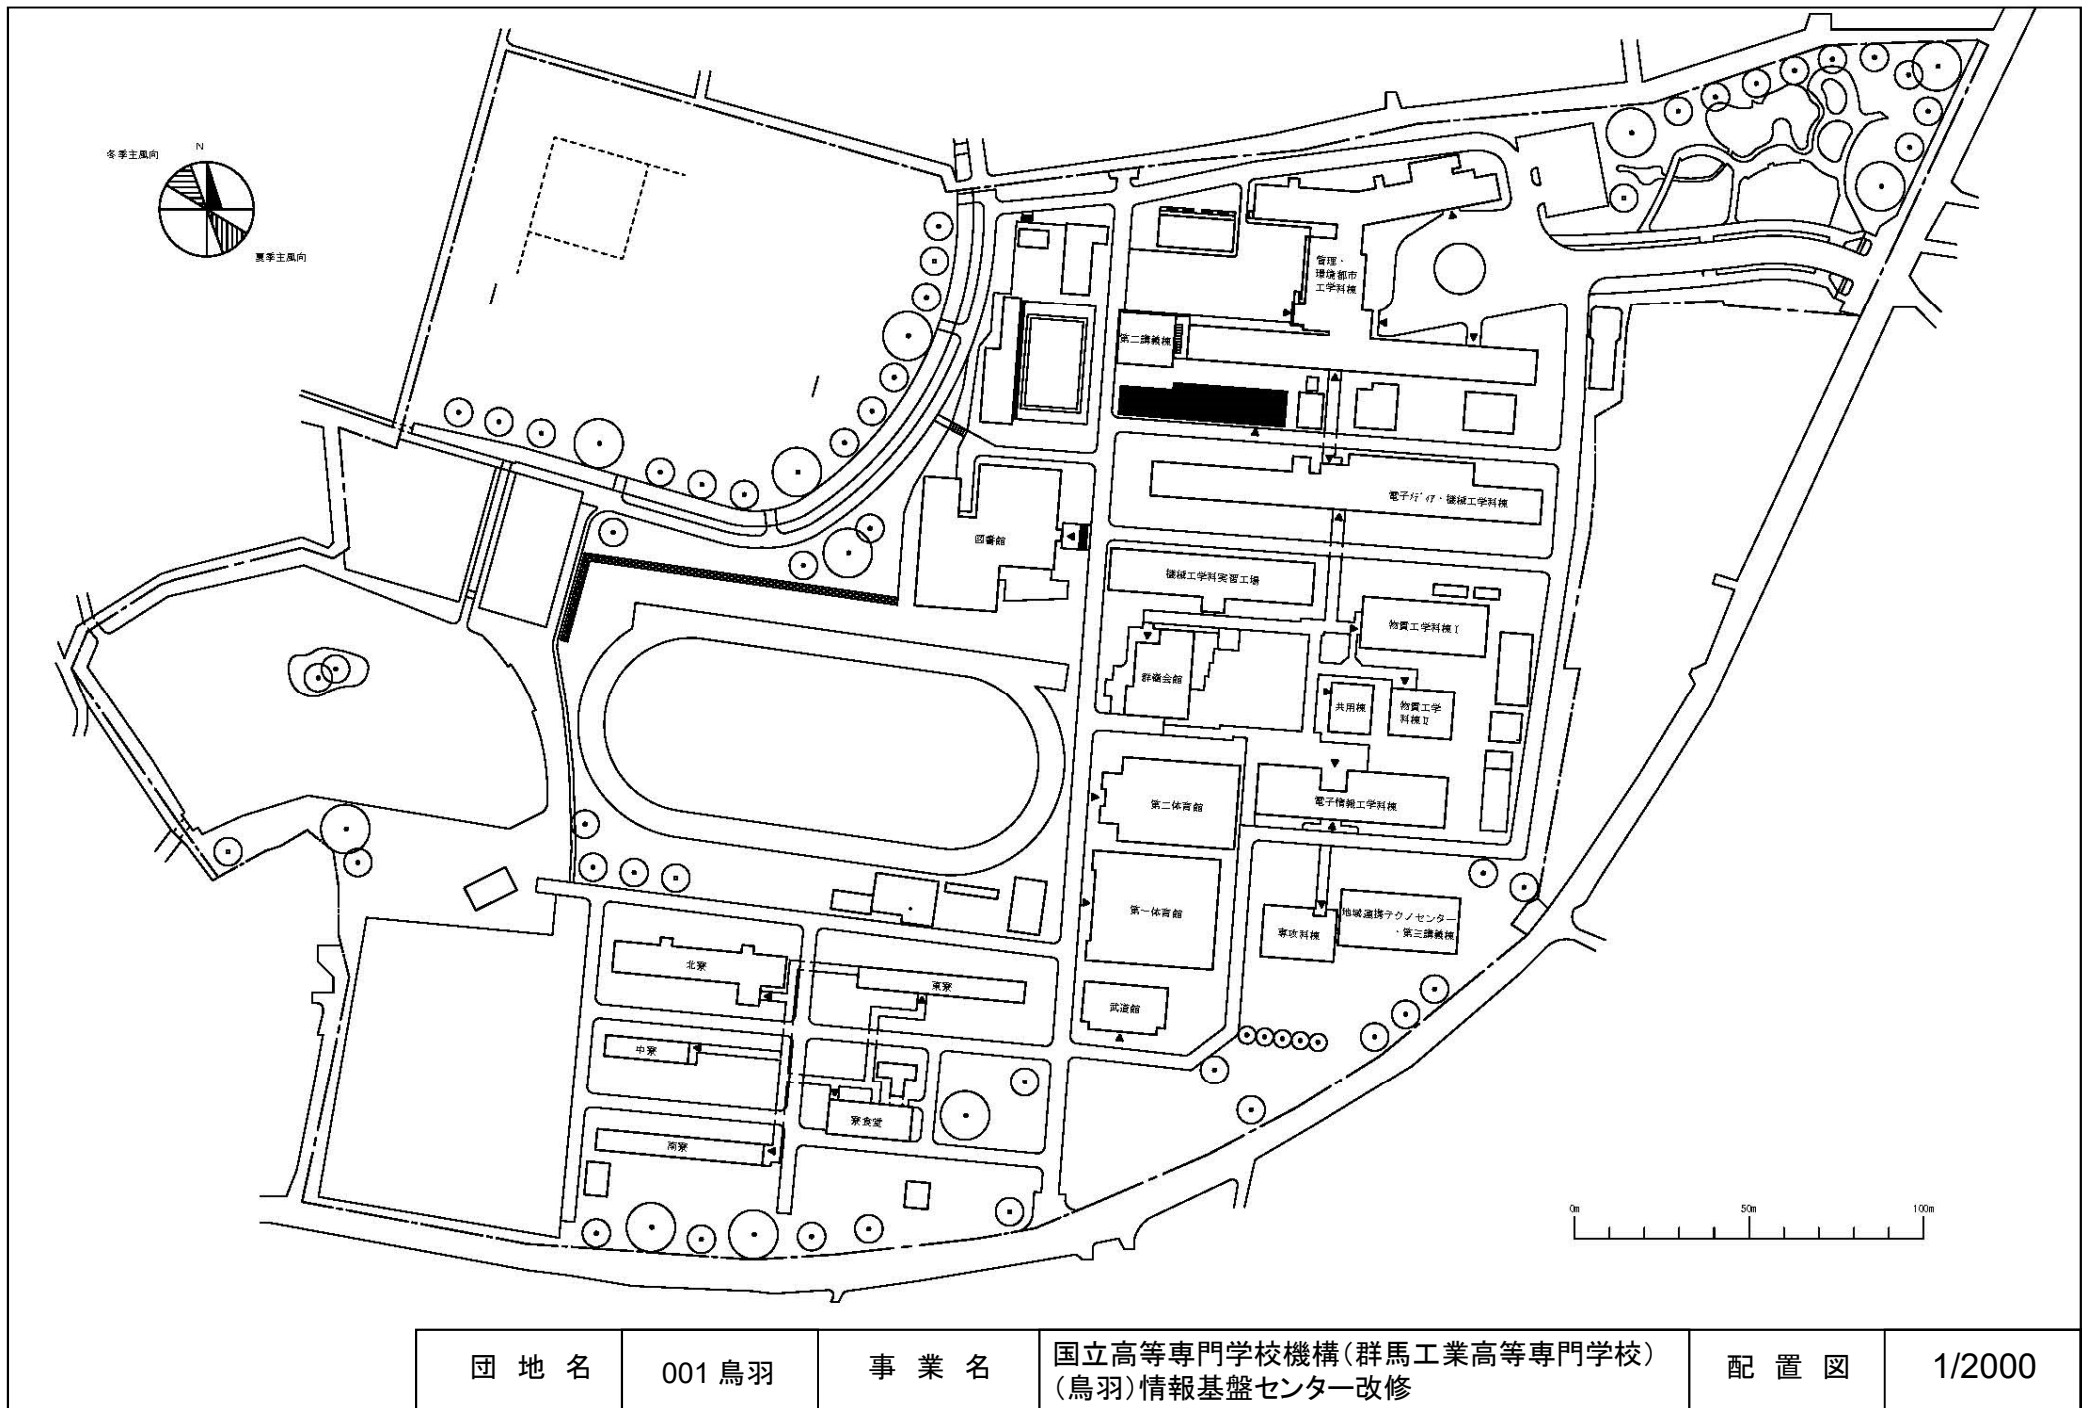 N
冬季主風向
夏季主風向
管理・
環境都市
工学科棟
第二講義棟
電子ﾒﾃﾞｨｱ・機械工学科棟
図書館
機械工学科実習工場
物質工学科棟Ⅰ
群嶺会館
共用棟
物質工学
科棟Ⅱ
第二体育館
電子情報工学科棟
第一体育館
地域連携テクノセンター
・第三講義棟
専攻科棟
北寮
東寮
武道館
中寮
寮食堂
南寮
0m
50m
100m
団地名
001 鳥羽
事業名
国立高等専門学校機構(群馬工業高等専門学校)
(鳥羽)情報基盤センター改修
配置図
1/2000